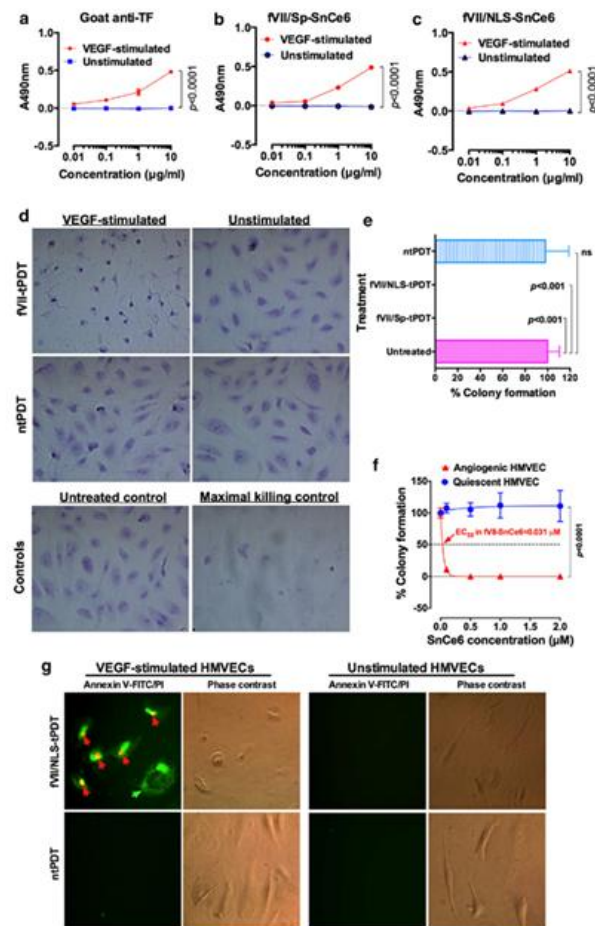 a
Goat anti-TF
VEGF-stimulated
Unstimulated
A490nm
1.0
0.5
0.0
-0.5
0.01 0.1 1 10
Concentration (µg/ml)
p<0.0001
b
fVII/Sp-SnCe6
VEGF-stimulated
Unstimulated
A490nm
1.0
0.5
0.0
-0.5
0.01 0.1 1 10
Concentration (µg/ml)
p<0.0001
c
fVII/NLS-SnCe6
VEGF-stimulated
Unstimulated
A490nm
1.0
0.5
0.0
-0.5
0.01 0.1 1 10
Concentration (µg/ml)
p<0.0001
d
VEGF-stimulated Unstimulated
fVII-tPDT
ntPDT
Untreated control Maximal killing control
Controls
e
Treatment
ntPDT
fVII/NLS-tPDT
fVII/Sp-tPDT
Untreated
ns
p<0.001
p<0.001
0 20 40 60 80 100 120
% Colony formation
f
Angiogenic HMVEC
Quiescent HMVEC
% Colony formation
150
100
50
0
-50
EC50 in fVII-SnCe6=0.031 µM
p<0.0001
0.0 0.5 1.0 1.5 2.0
SnCe6 concentration (µM)
g
VEGF-stimulated HMVECs Unstimulated HMVECs
Annexin V-FITC/PI Phase contrast Annexin V-FITC/PI Phase contrast
fVII/NLS-tPDT
ntPDT